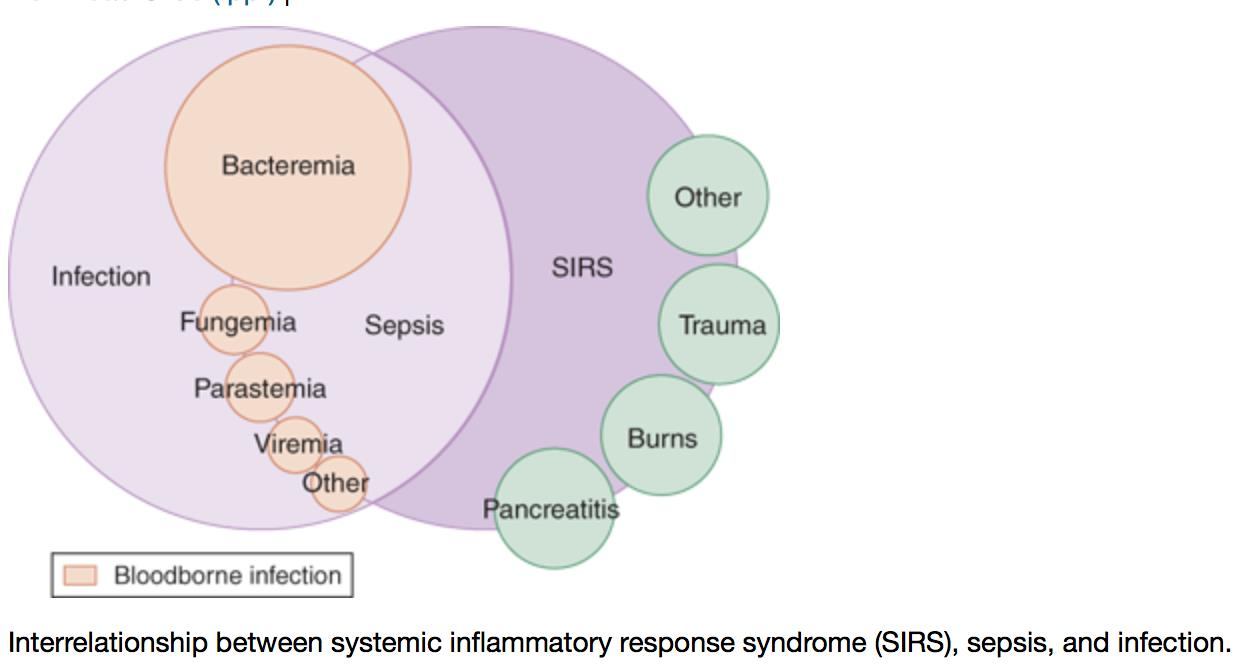 Bacteremia
Other
Infection
SIRS
Fungemia
Sepsis
Trauma
Parastemia
Viremia
Burns
Other
Pancreatitis
Bloodborne infection
Interrelationship between systemic inflammatory response syndrome (SIRS), sepsis, and infection.